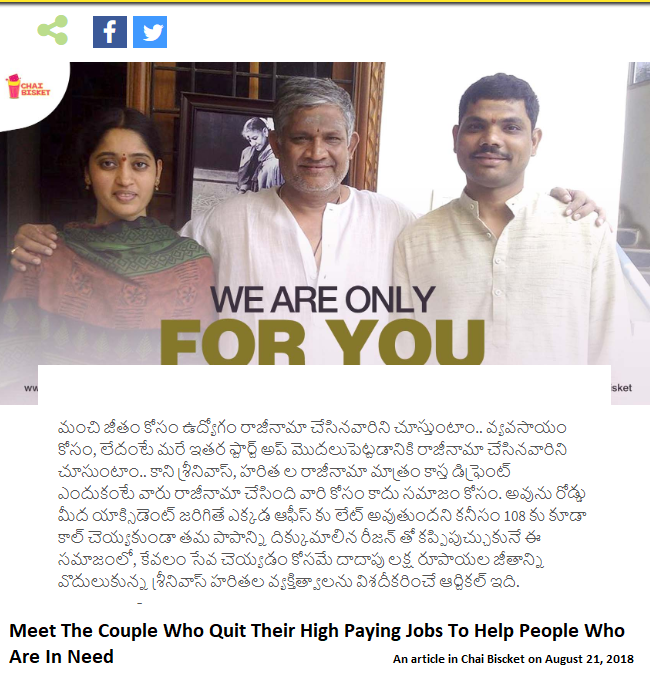 CHAI
BISKET
WE ARE ONLY
FOR YOU
ww
isket
మంచి జీతం కోసం ఉద్యోగం రాజీనామా చేసినవారిని చూస్తుంటాం.. వ్యవసాయం
కోసం, లేదంటే మరే ఇతర స్టార్ట్ అప్ మొదలుపెట్టడానికి రాజీనామా చేసినవారిని
చూసుంటాం.. కాని శ్రీనివాస్, హరిత ల రాజీనామా మాత్రం కాస్త డిఫ్రెంట్
ఎందుకంటే వారు రాజీనామా చేసింది వారి కోసం కాదు సమాజం కోసం. అవును రోడ్డు
మీద యాక్సిడెంట్ జరిగితే ఎక్కడ ఆఫీస్ కు లేట్ అవుతుందని కనీసం 108 కు కూడా
కాల్ చెయ్యకుండా తమ పాపాన్ని దిక్కుమాలిన రీజన్ తో కప్పిపుచ్చుకునే ఈ
సమాజంలో, కేవలం సేవ చెయ్యడం కోసమే దాదాపు లక్ష రూపాయల జీతాన్ని
వొదులుకున్న శ్రీనివాస్ హరితల వ్యక్తిత్వాలను విశదీకరించే ఆర్టికల్ ఇది.
Meet The Couple Who Quit Their High Paying Jobs To Help People Who
Are In Need
An article in Chai Biscket on August 21, 2018